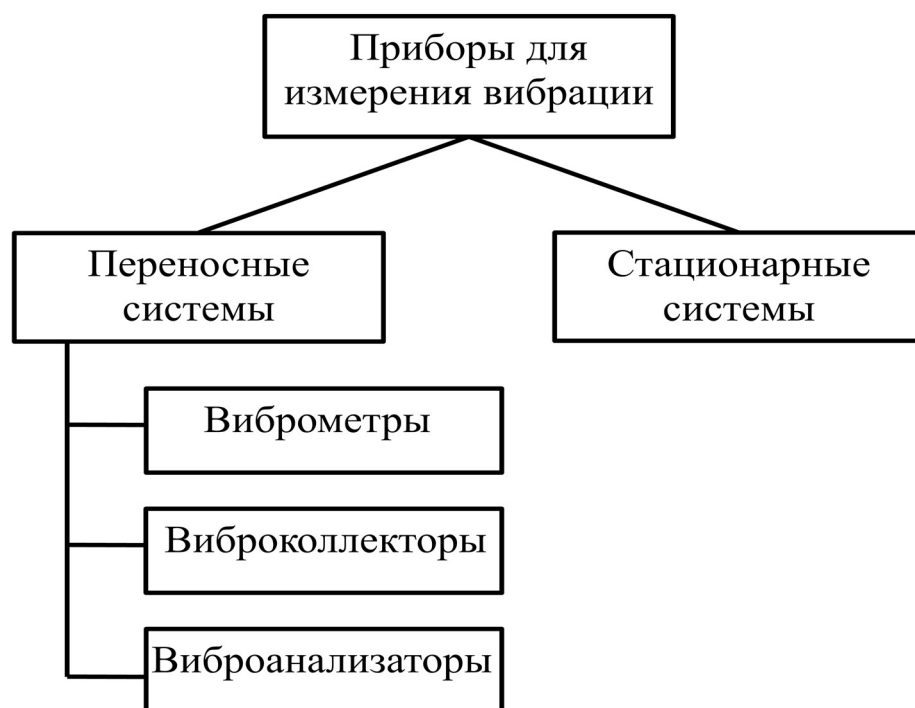 Приборы для
измерения вибрации
Переносные
системы
Стационарные
системы
Виброметры
Виброколлекторы
Виброанализаторы